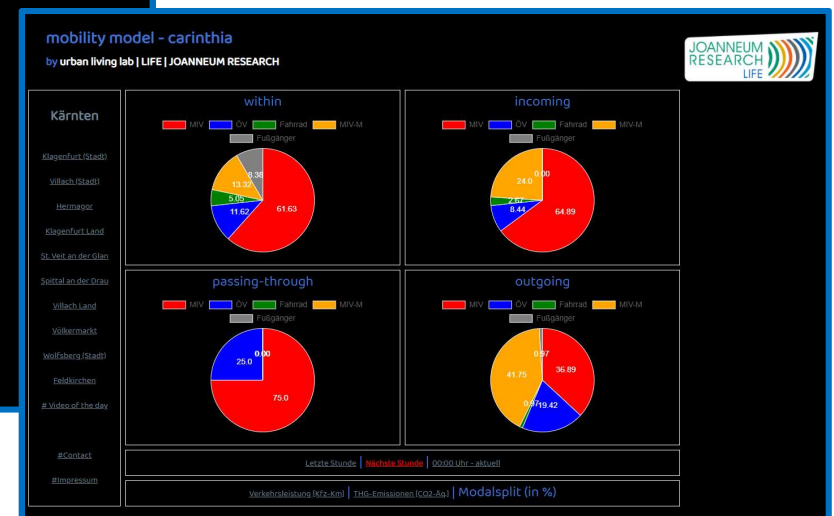 mobility model - carinthia
by urban living lab | LIFE | JOANNEUM RESEARCH
JOANNEUM
RESEARCH
LIFE
Kärnten
Klagenfurt (Stadt)
Villach (Stadt)
Hermagor
Klagenfurt Land
St. Veit an der Glan
Spittal an der Drau
Villach Land
Völkermarkt
Wolfsberg (Stadt)
Feldkirchen
# Video of the day
#Contact
#Impressum
within
MIV ÖV Fahrrad MIV-M
Fußgänger
8.38
13.32
5.05
11.62
61.63
incoming
MIV ÖV Fahrrad MIV-M
Fußgänger
0.00
24.0
2.67
8.44
64.89
passing-through
MIV ÖV Fahrrad MIV-M
Fußgänger
0.00
25.0
75.0
outgoing
MIV ÖV Fahrrad MIV-M
Fußgänger
0.97
36.89
41.75
0.97
19.42
Letzte Stunde | Nächste Stunde | 00:00 Uhr - aktuell
Verkehrsleistung (Kfz-Km) | THG-Emissionen (CO2-Äq.) | Modalsplit (in %)